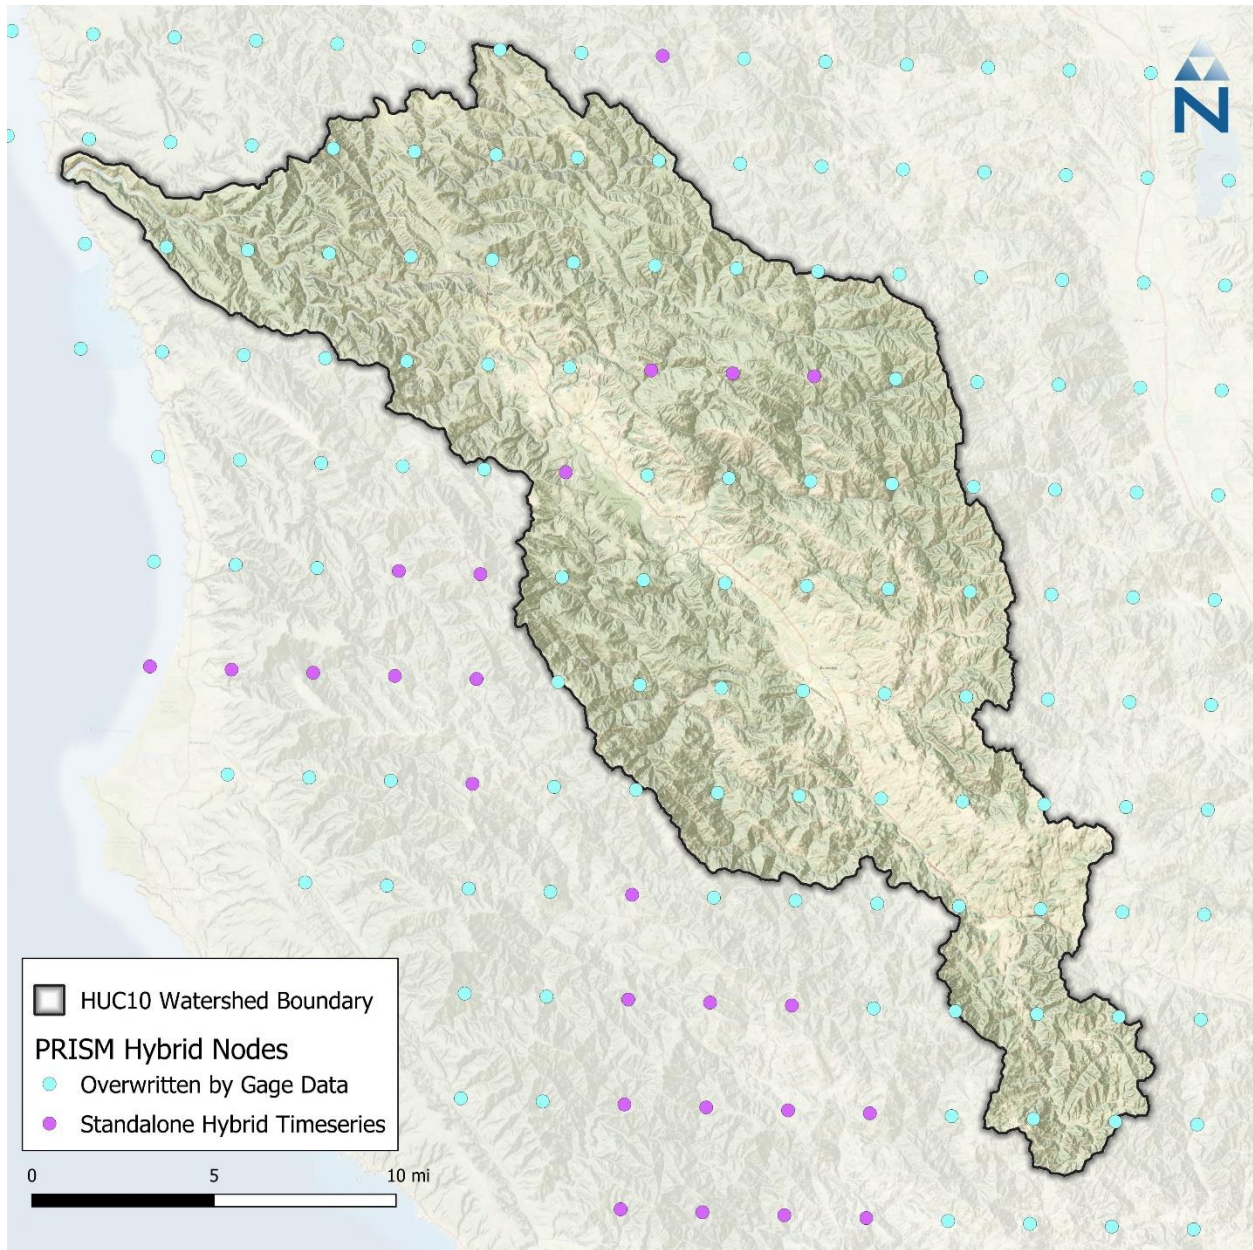 N
HUC10 Watershed Boundary
PRISM Hybrid Nodes
Overwritten by Gage Data
Standalone Hybrid Timeseries
0 5 10 mi